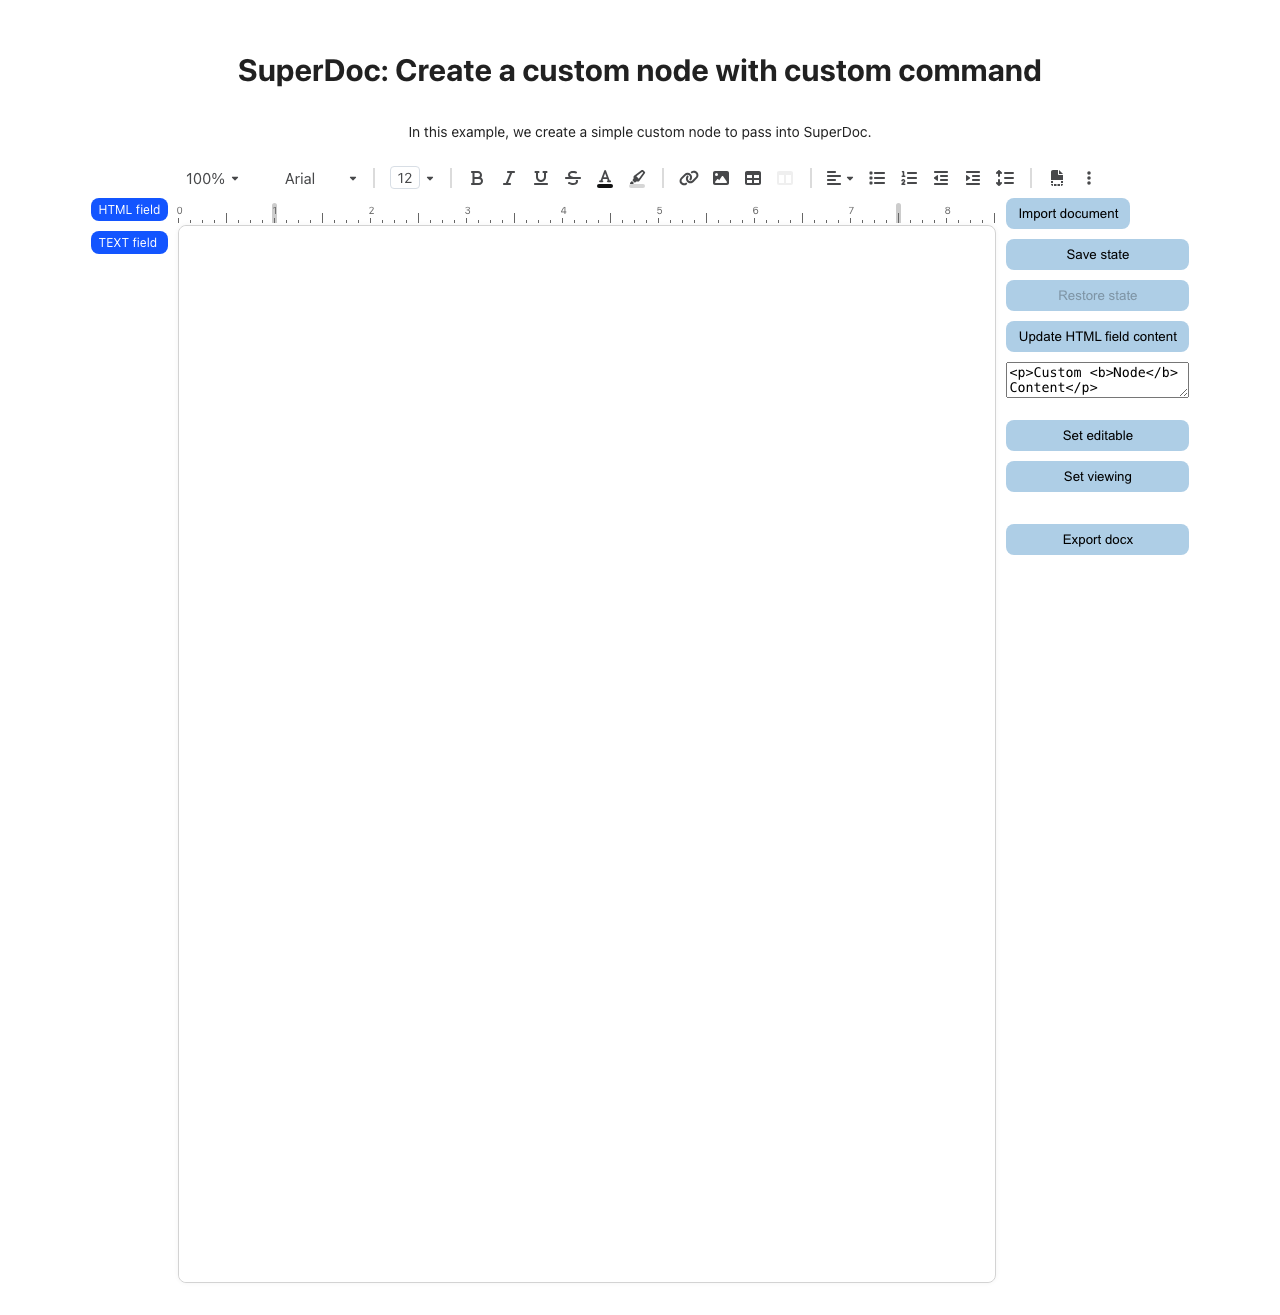 SuperDoc: Create a custom node with custom command
In this example, we create a simple custom node to pass into SuperDoc.
100% Arial 12
HTML field
TEXT field
0 1 2 3 4 5 6 7 8
Import document
Save state
Restore state
Update HTML field content
<p>Custom <b>Node</b>
Content</p>
Set editable
Set viewing
Export docx